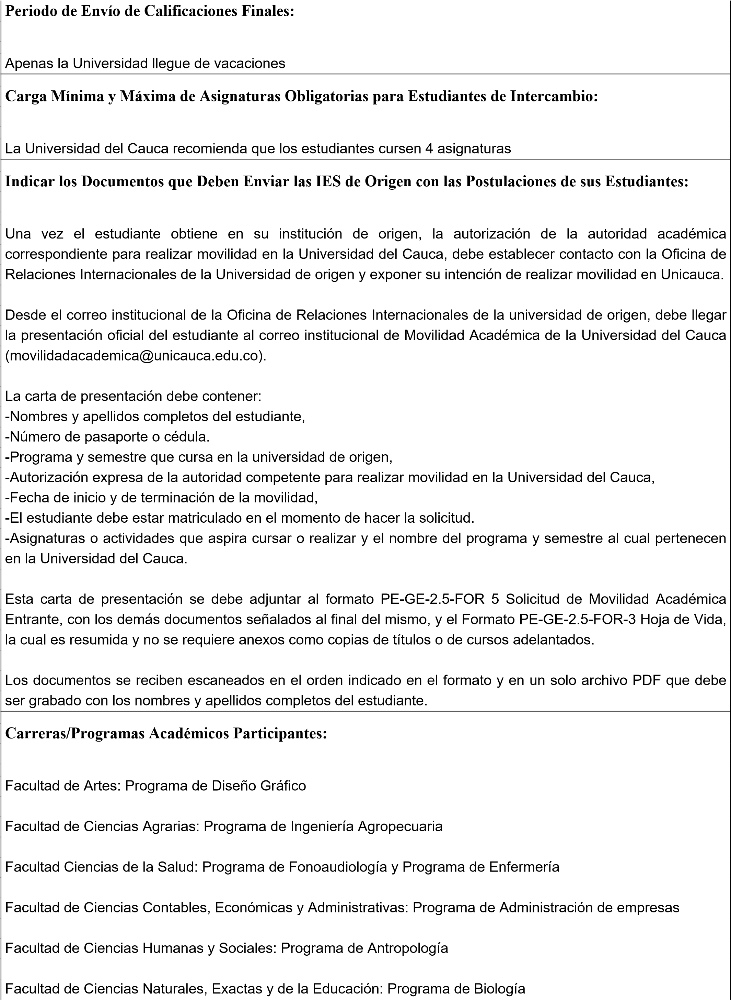 Periodo de Envío de Calificaciones Finales:
Apenas la Universidad llegue de vacaciones
Carga Mínima y Máxima de Asignaturas Obligatorias para Estudiantes de Intercambio:
La Universidad del Cauca recomienda que los estudiantes cursen 4 asignaturas
Indicar los Documentos que Deben Enviar las IES de Origen con las Postulaciones de sus Estudiantes:
Una vez el estudiante obtiene en su institución de origen, la autorización de la autoridad académica
correspondiente para realizar movilidad en la Universidad del Cauca, debe establecer contacto con la Oficina de
Relaciones Internacionales de la Universidad de origen y exponer su intención de realizar movilidad en Unicauca.
Desde el correo institucional de la Oficina de Relaciones Internacionales de la universidad de origen, debe llegar
la presentación oficial del estudiante al correo institucional de Movilidad Académica de la Universidad del Cauca
(movilidadacademica@unicauca.edu.co).
La carta de presentación debe contener:
-Nombres y apellidos completos del estudiante,
-Número de pasaporte o cédula.
-Programa y semestre que cursa en la universidad de origen,
-Autorización expresa de la autoridad competente para realizar movilidad en la Universidad del Cauca,
-Fecha de inicio y de terminación de la movilidad,
-El estudiante debe estar matriculado en el momento de hacer la solicitud.
-Asignaturas o actividades que aspira cursar o realizar y el nombre del programa y semestre al cual pertenecen
en la Universidad del Cauca.
Esta carta de presentación se debe adjuntar al formato PE-GE-2.5-FOR 5 Solicitud de Movilidad Académica
Entrante, con los demás documentos señalados al final del mismo, y el Formato PE-GE-2.5-FOR-3 Hoja de Vida,
la cual es resumida y no se requiere anexos como copias de títulos o de cursos adelantados.
Los documentos se reciben escaneados en el orden indicado en el formato y en un solo archivo PDF que debe
ser grabado con los nombres y apellidos completos del estudiante.
Carreras/Programas Académicos Participantes:
Facultad de Artes: Programa de Diseño Gráfico
Facultad de Ciencias Agrarias: Programa de Ingeniería Agropecuaria
Facultad Ciencias de la Salud: Programa de Fonoaudiología y Programa de Enfermería
Facultad de Ciencias Contables, Económicas y Administrativas: Programa de Administración de empresas
Facultad de Ciencias Humanas y Sociales: Programa de Antropología
Facultad de Ciencias Naturales, Exactas y de la Educación: Programa de Biología